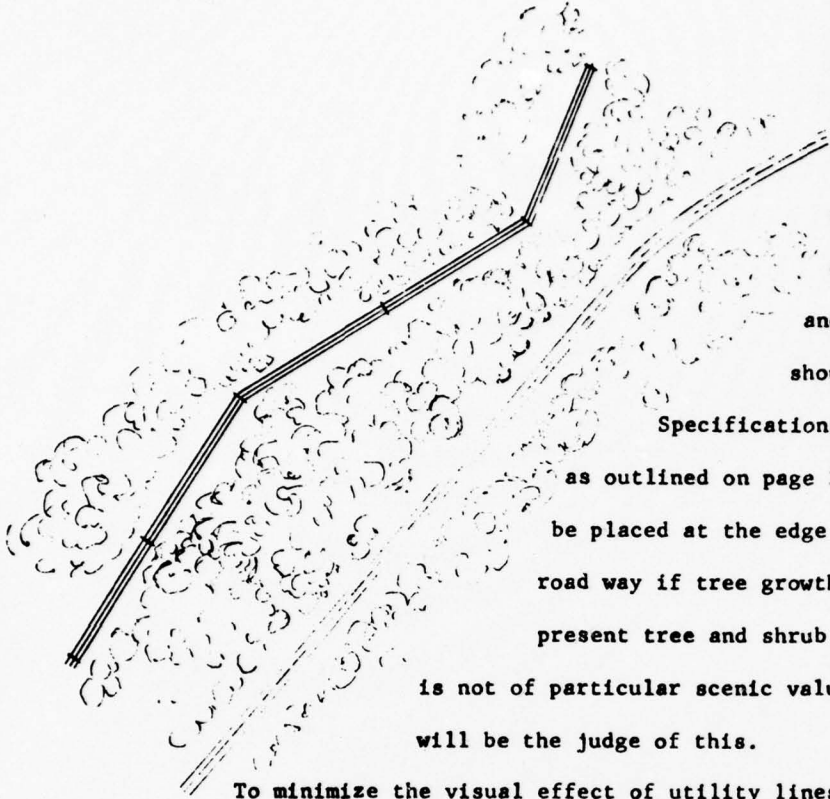 shou
Specification
as outlined on page
be placed at the edge
road way if tree growth
present tree and shrub
is not of particular scenic valu
will be the judge of this.
To minimize the visual effect of utility lines